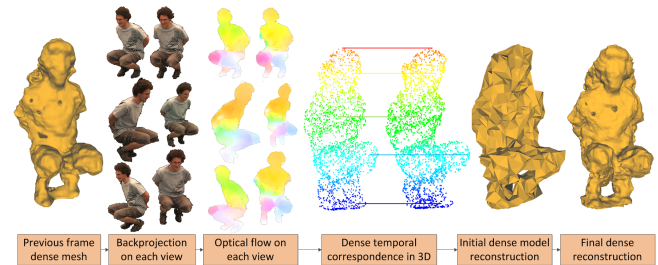 Previous frame
dense mesh
Backprojection
on each view
Optical flow on
each view
Dense temporal
correspondence in 3D
Initial dense model
reconstruction
Final dense
reconstruction